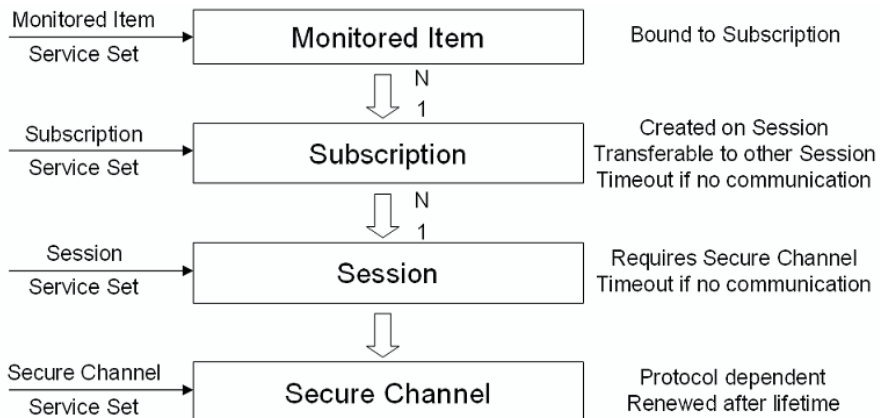 Monitored Item
Service Set
Monitored Item
Bound to Subscription
N
1
Subscription
Service Set
Subscription
Created on Session
Transferable to other Session
Timeout if no communication
N
1
Session
Service Set
Session
Requires Secure Channel
Timeout if no communication
Secure Channel
Service Set
Secure Channel
Protocol dependent
Renewed after lifetime